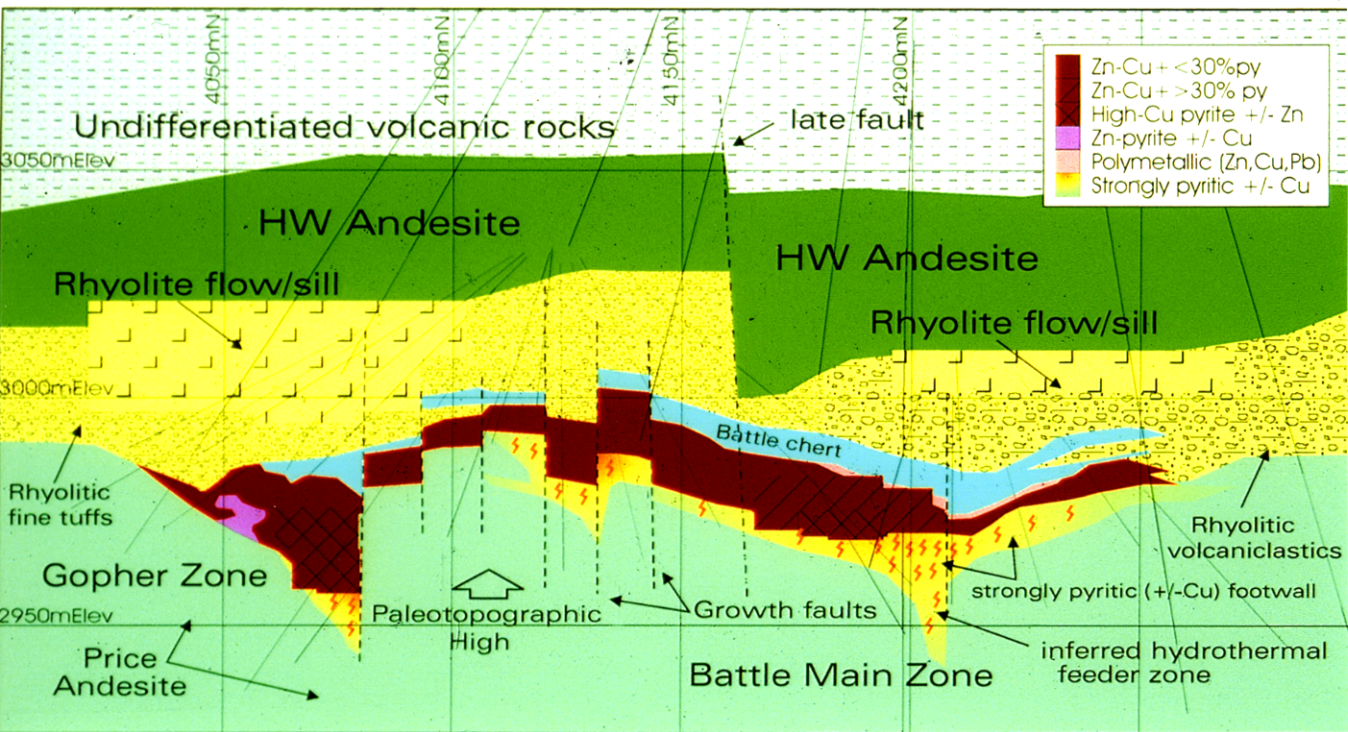 4050mN
4100mN
4150mN
4200mN
Zn-Cu+ <30%py
Zn-Cu+ >30% py
High-Cu pyrite +/- Zn
Zn-pyrite +/- Cu
Polymetallic (Zn,Cu,Pb)
Strongly pyritic +/- Cu
Undifferentiated volcanic rocks
late fault
3050mElev
HW Andesite
HW Andesite
Rhyolite flow/sill
Rhyolite flow/sill
3000mElev
Battle chert
Rhyolitic
fine tuffs
Rhyolitic
volcaniclastics
Gopher Zone
strongly pyritic (+/-Cu) footwall
Paleotopographic
High
Growth faults
2950mElev
Price
Andesite
Battle Main Zone
inferred hydrothermal
feeder zone